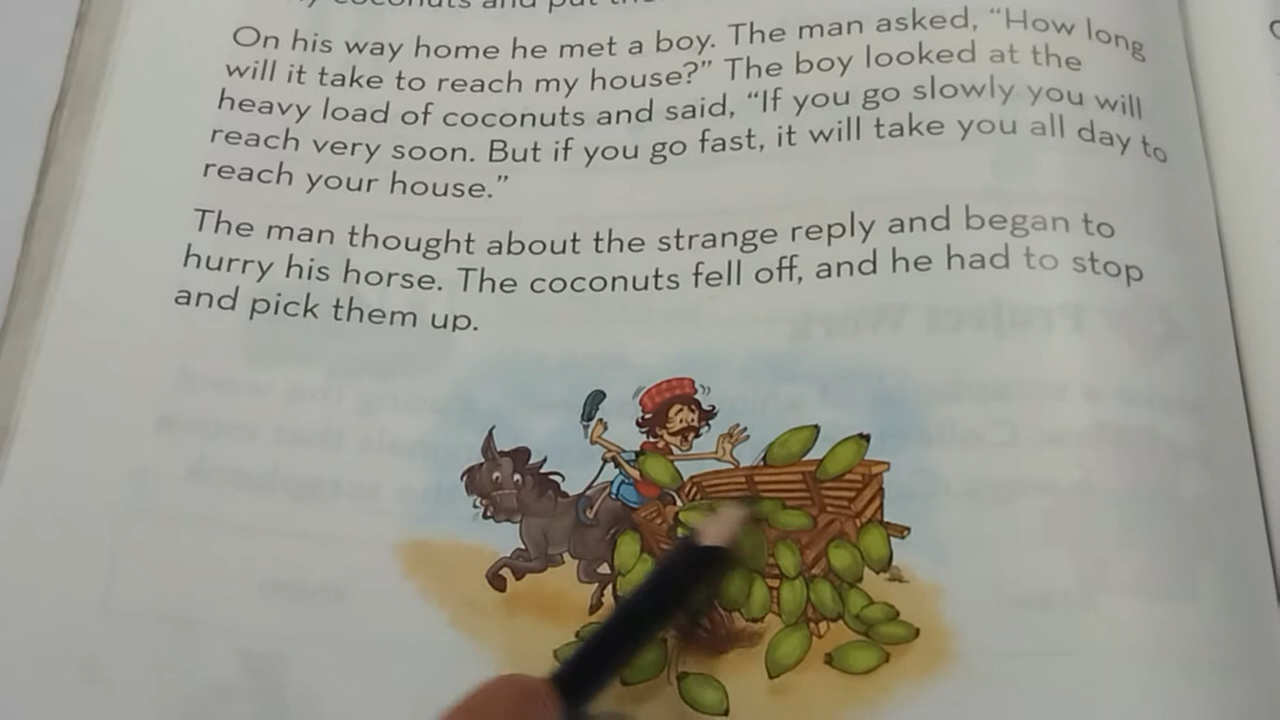 coconuts and put
On his way home he met a boy. The man asked, “How long
will it take to reach my house?” The boy looked at the
heavy load of coconuts and said, “If you go slowly you will
reach very soon. But if you go fast, it will take you all day to
reach your house.”
The man thought about the strange reply and began to
hurry his horse. The coconuts fell off, and he had to stop
and pick them up.